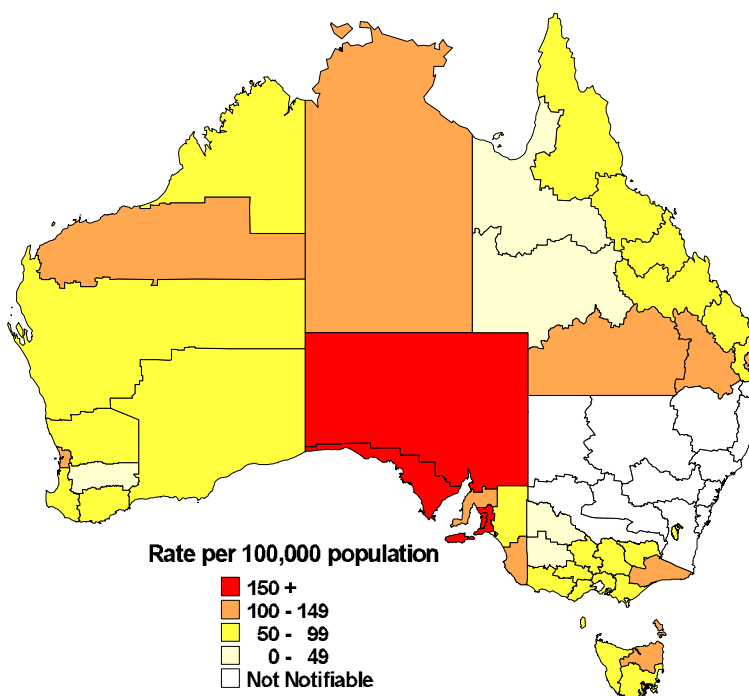 Rate per 100,000 population
150 +
100 - 149
50 - 99
0 - 49
Not Notifiable